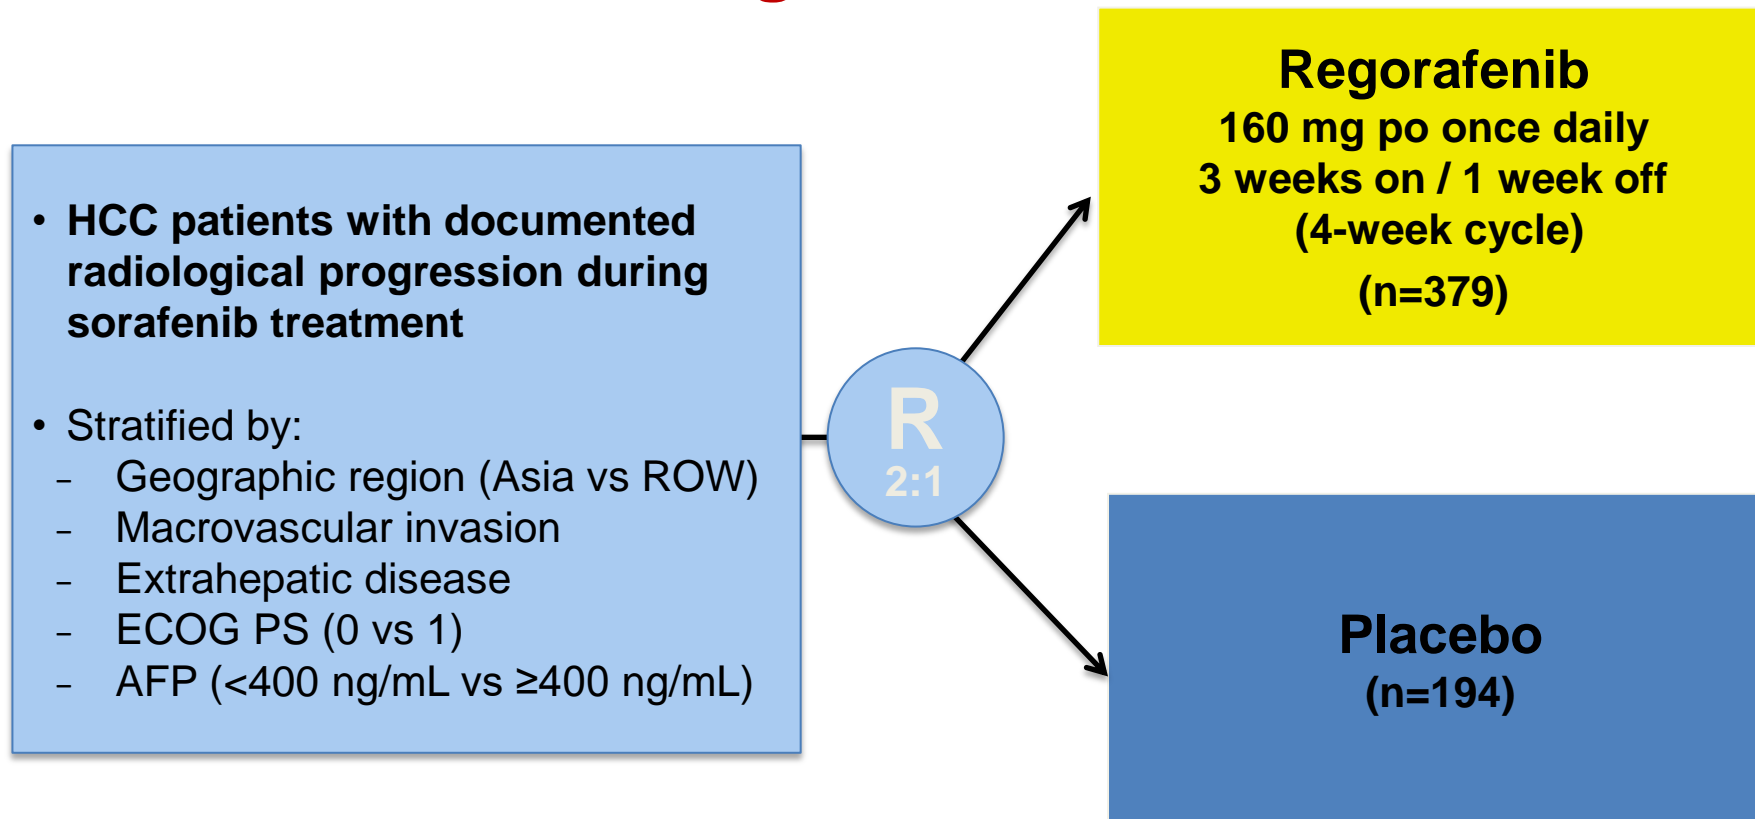 • HCC patients with documented
radiological progression during
sorafenib treatment
• Stratified by:
- Geographic region (Asia vs ROW)
- Macrovascular invasion
- Extrahepatic disease
- ECOG PS (0 vs 1)
- AFP (<400 ng/mL vs ≥400 ng/mL)
R
2:1
Regorafenib
160 mg po once daily
3 weeks on / 1 week off
(4-week cycle)
(n=379)
Placebo
(n=194)